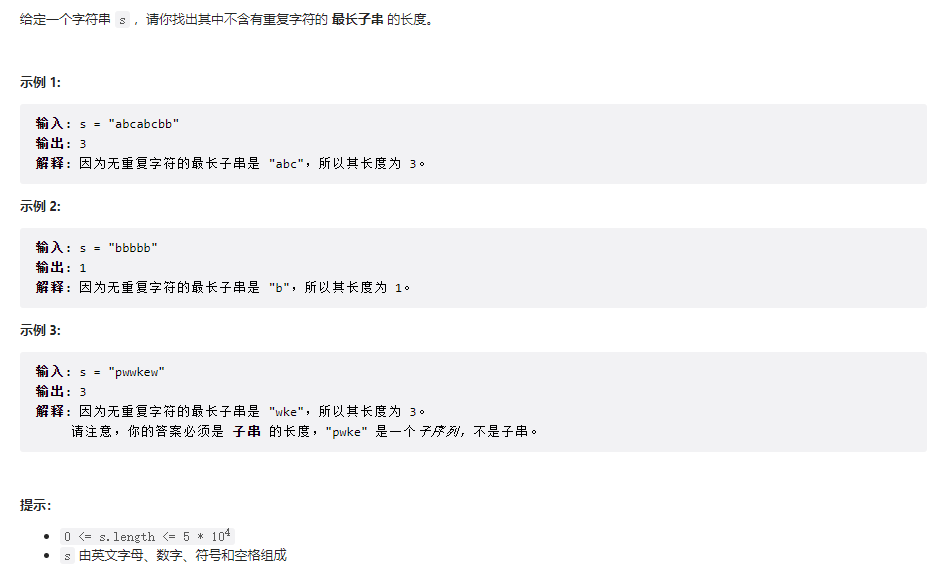 给定一个字符串 s ，请你找出其中不含有重复字符的 最长子串 的长度。
示例 1:
输入: s = "abcabcbb"
输出: 3
解释: 因为无重复字符的最长子串是 "abc"，所以其长度为 3。
示例 2:
输入: s = "bbbbb"
输出: 1
解释: 因为无重复字符的最长子串是 "b"，所以其长度为 1。
示例 3:
输入: s = "pwwkew"
输出: 3
解释: 因为无重复字符的最长子串是 "wke"，所以其长度为 3。
请注意，你的答案必须是 子串 的长度，"pwke" 是一个子序列，不是子串。
提示：
• 0 <= s.length <= 5 * 10⁴
• s 由英文字母、数字、符号和空格组成